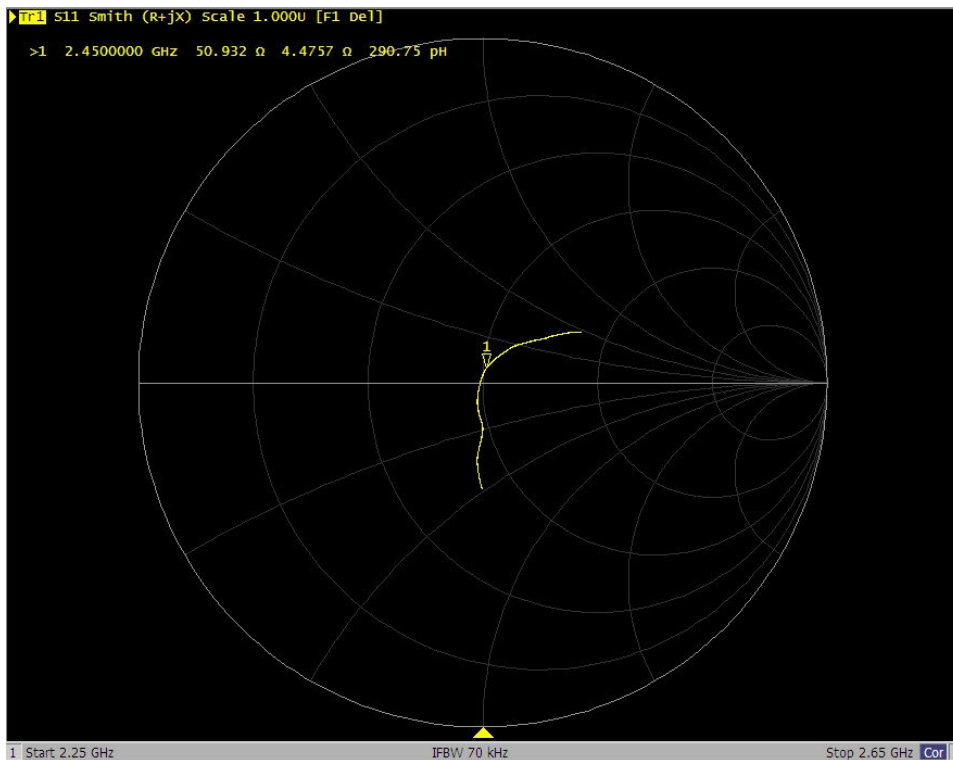 Tr1 S11 Smith (R+jX) Scale 1.000U [F1 Del]
>1 2.4500000 GHz 50.932 Ω 4.4757 Ω 290.75 pH
1
1 Start 2.25 GHz IFBW 70 kHz Stop 2.65 GHz Cor